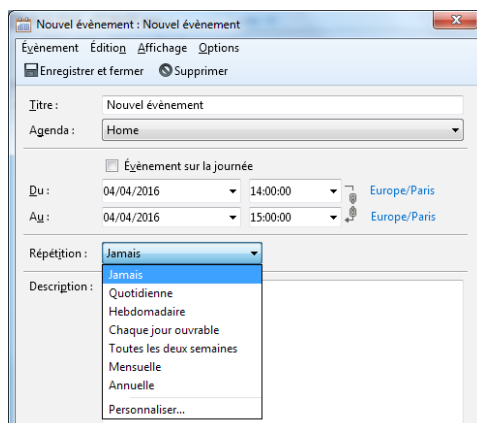 Nouvel évènement : Nouvel évènement
Évènement Édition Affichage Options
Enregistrer et fermer Supprimer
Titre : Nouvel évènement
Agenda : Home
Évènement sur la journée
Du : 04/04/2016 14:00:00 Europe/Paris
Au : 04/04/2016 15:00:00 Europe/Paris
Répétition : Jamais
Jamais
Description :
Quotidienne
Hebdomadaire
Chaque jour ouvrable
Toutes les deux semaines
Mensuelle
Annuelle
Personnaliser...